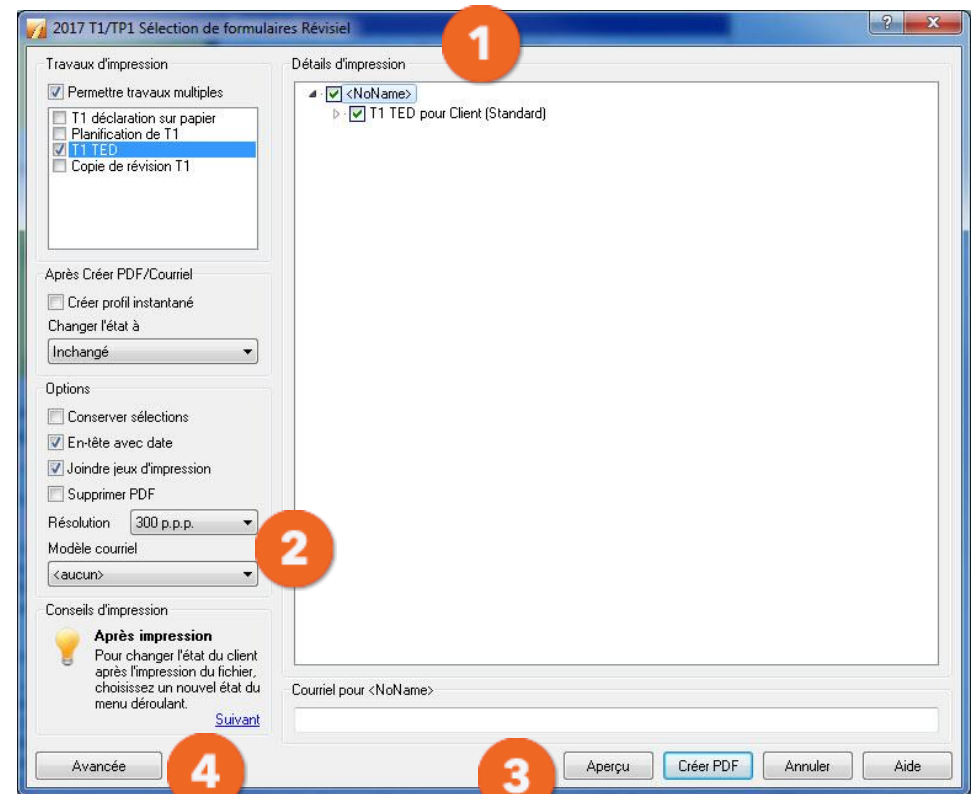 2017 T1/TP1 Sélection de formulaires Révisiel
1
Travaux d'impression
Permettre travaux multiples
T1 déclaration sur papier
Planification de T1
T1 TED
Copie de révision T1
Après Créer PDF/Courriel
Créer profil instantané
Changer l'état à
Inchangé
Options
Conserver sélections
En-tête avec date
Joindre jeux d'impression
Supprimer PDF
Résolution 300 p.p.p.
Modèle courriel
<aucun>
2
Conseils d'impression
Après impression
Pour changer l'état du client
après l'impression du fichier,
choisissez un nouvel état du
menu déroulant.
Suivant
Détails d'impression
<NoName>
T1 TED pour Client (Standard)
Courriel pour <NoName>
Avancée
4
3
Aperçu Créer PDF Annuler Aide